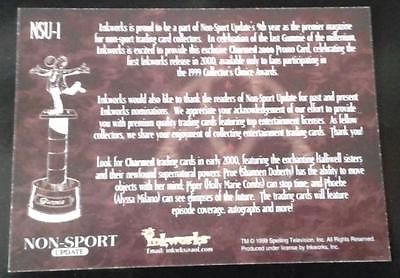 NSU-1
Inkworks is proud to be a part of Non-Sport Update's 9th year as the premier magazine
for non-sport trading card collectors. In celebration of the last Gummie of the millenium,
Inkworks is excited to provide this exclusive Charmed 2000 Promo Card, celebrating the
first Inkworks release in 2000, available only to fans participating in
the 1999 Collector's Choice Awards.
Inkworks would also like to thank the readers of Non-Sport Update for past and present
Inkworks nominations. We appreciate your acknowledgement of our effort to provide
you with premium quality trading cards featuring top entertainment licenses. As fellow
collectors, we share your enjoyment of collecting entertainment trading cards. Thank you!
Look for Charmed trading cards in early 2000, featuring the enchanting Halliwell sisters
and their newfound supernatural powers: Prue (Shannen Doherty) has the ability to move
objects with her mind, Piper (Holly Marie Combs) can stop time; and Phoebe
(Alyssa Milano) can see glimpses of the future. The trading cards will feature
episode coverage, autographs and more!
Gummie
NON-SPORT
UPDATE
inkworks
Email: inkwrks@aol.com
TM © 1999 Spelling Television, Inc. All Rights Reserved.
Produced under license by Inkworks, Inc.